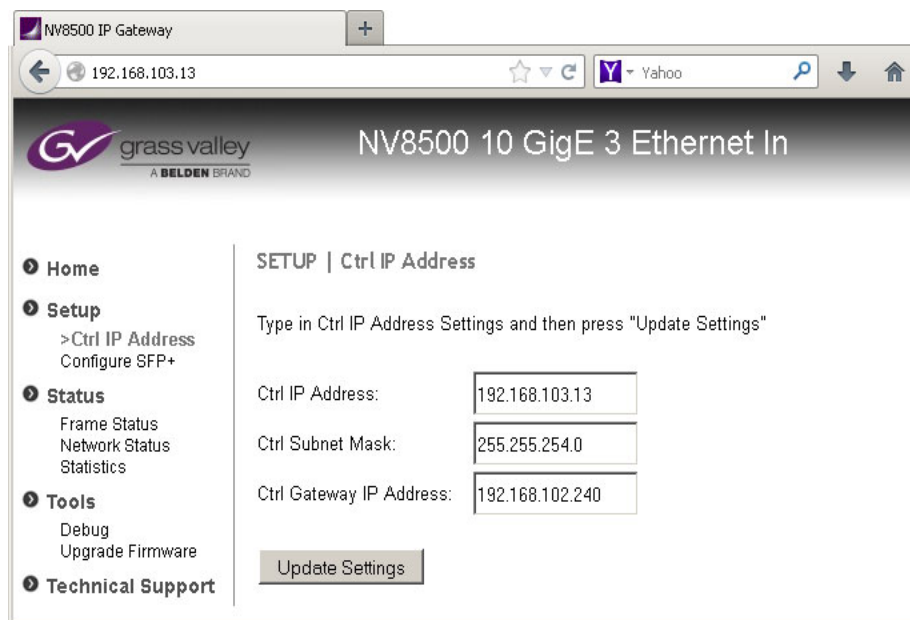 NV8500 IP Gateway
192.168.103.13
Yahoo
grass valley
A BELDEN BRAND
NV8500 10 GigE 3 Ethernet In
Home
Setup
>Ctrl IP Address
Configure SFP+
Status
Frame Status
Network Status
Statistics
Tools
Debug
Upgrade Firmware
Technical Support
SETUP | Ctrl IP Address
Type in Ctrl IP Address Settings and then press "Update Settings"
Ctrl IP Address: 192.168.103.13
Ctrl Subnet Mask: 255.255.254.0
Ctrl Gateway IP Address: 192.168.102.240
Update Settings